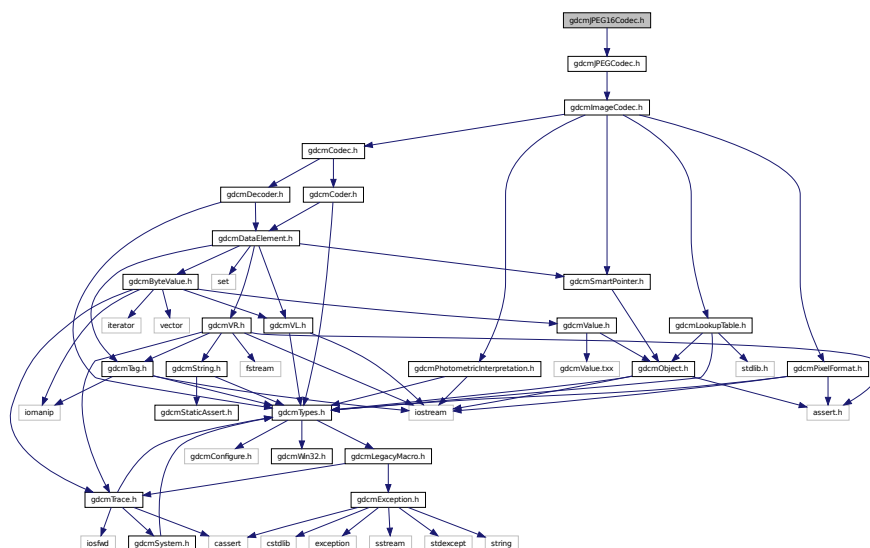 gdcmJPEG16Codec.h
gdcmJPEGCodec.h
gdcmImageCodec.h
gdcmCodec.h
gdcmDecoder.h
gdcmCoder.h
gdcmDataElement.h
gdcmByteValue.h
set
gdcmSmartPointer.h
iterator
vector
gdcmVR.h
gdcmVL.h
gdcmValue.h
gdcmLookupTable.h
gdcmTag.h
gdcmString.h
fstream
gdcmPhotometricInterpretation.h
gdcmValue.txx
gdcmObject.h
stdlib.h
gdcmPixelFormat.h
iomanip
gdcmStaticAssert.h
gdcmTypes.h
iostream
assert.h
gdcmConfigure.h
gdcmWin32.h
gdcmLegacyMacro.h
gdcmTrace.h
gdcmException.h
iosfwd
gdcmSystem.h
cassert
cstdlib
exception
sstream
stdexcept
string